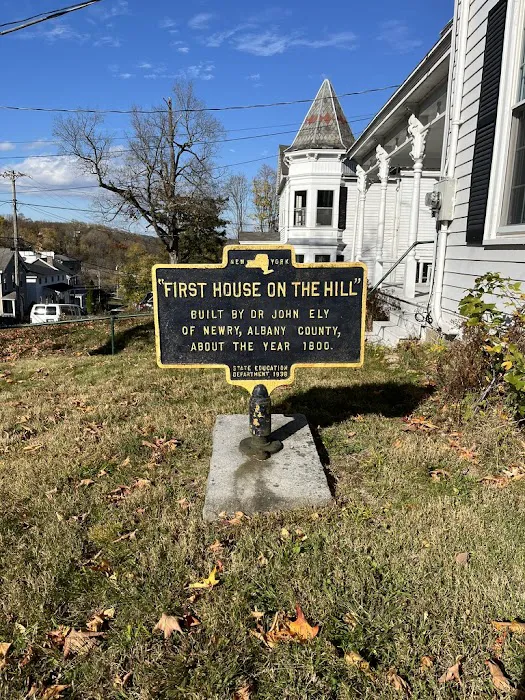 NEW YORK
"FIRST HOUSE ON THE HILL"
BUILT BY DR JOHN ELY
OF NEWRY, ALBANY COUNTY,
ABOUT THE YEAR 1800.
STATE EDUCATION
DEPARTMENT 1938